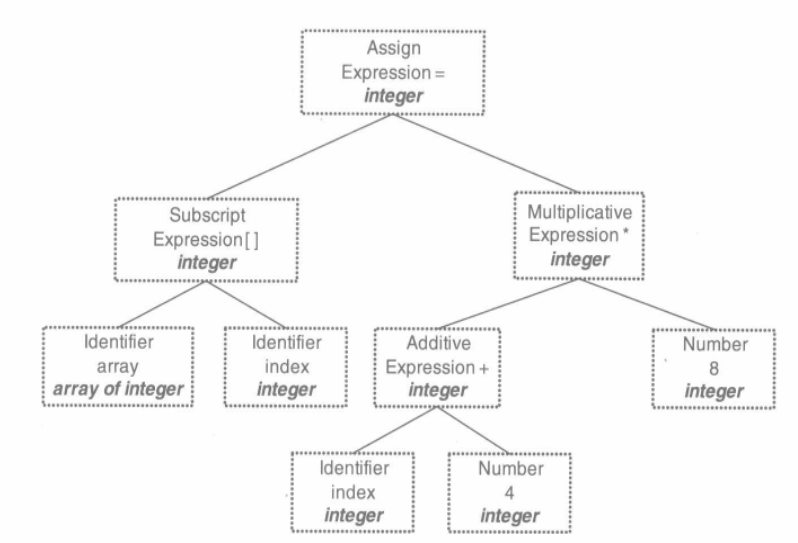 Assign
Expression =
integer
Subscript
Expression[ ]
integer
Multiplicative
Expression *
integer
Identifier
array
array of integer
Identifier
index
integer
Additive
Expression +
integer
Number
8
integer
Identifier
index
integer
Number
4
integer